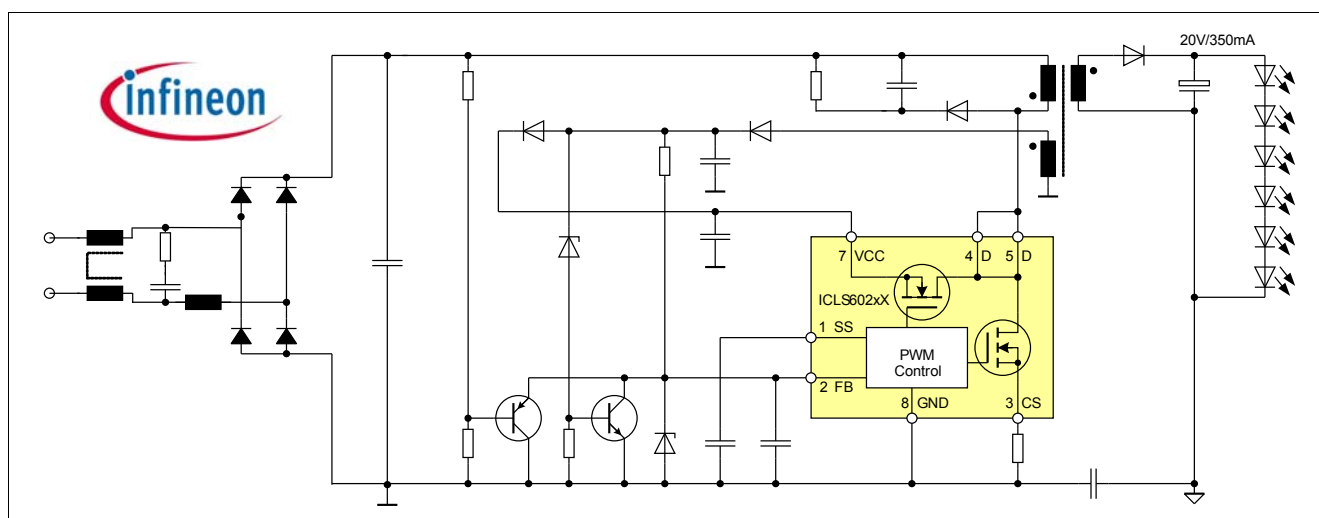 infineon
20V/350mA
7 VCC
4 D
5 D
ICLS602xX
1 SS
PWM
Control
2 FB
8 GND
3 CS